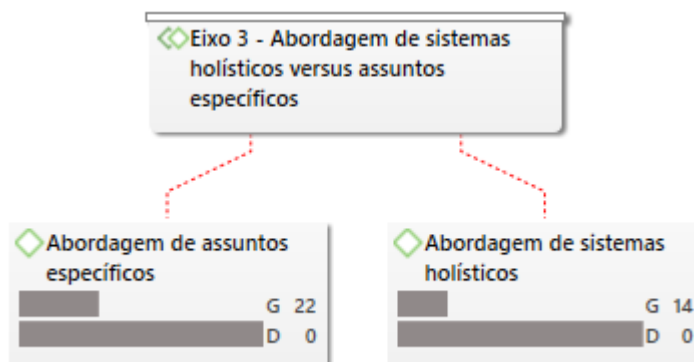 Eixo 3 - Abordagem de sistemas
holísticos versus assuntos
específicos
Abordagem de assuntos
específicos
G 22
D 0
Abordagem de sistemas
holísticos
G 14
D 0